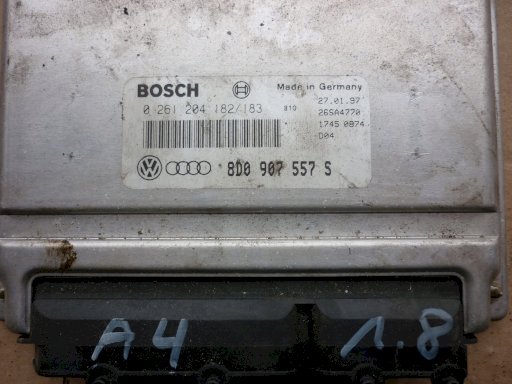 BOSCH
Made in Germany
0 261 204 182/183
819
27.01.97
26SA4770
1745 0874
D04
8D0 907 557 S
A4
1.8